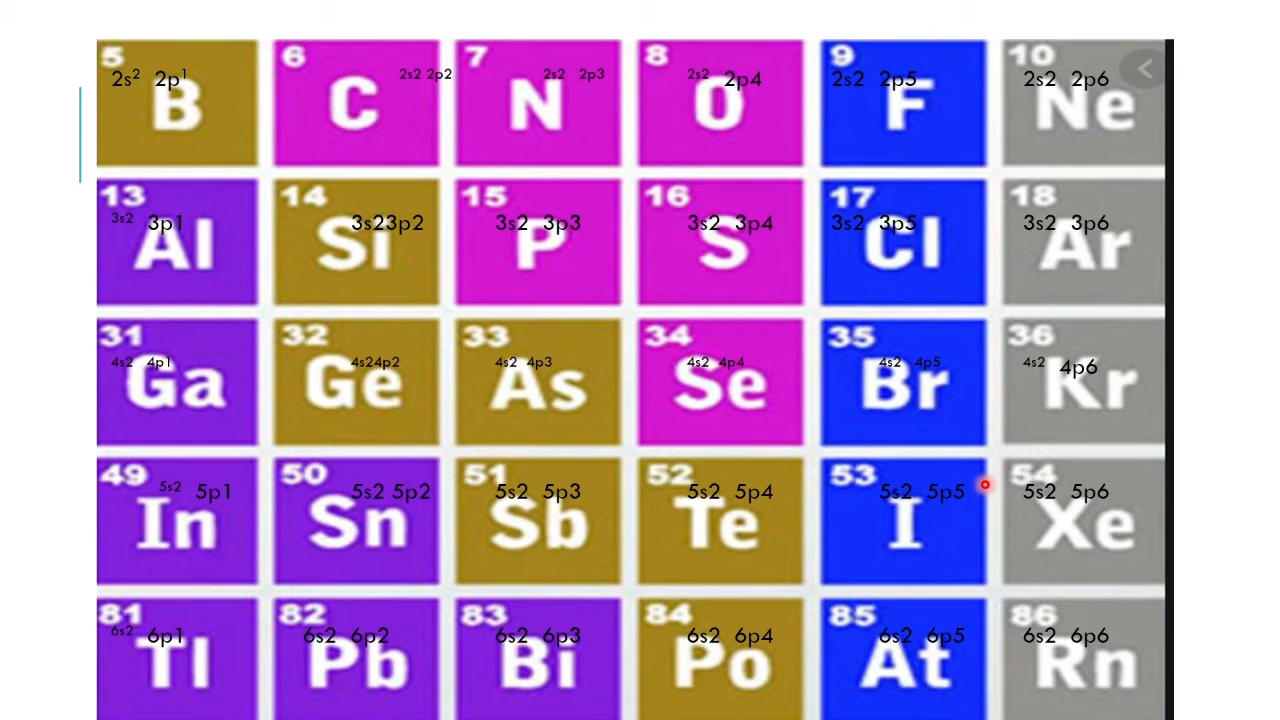 5 6 7 8 9 10
2s² 2p¹ 2s2 2p2 2s2 2p3 2s2 2p4 2s2 2p5 2s2 2p6
B C N O F Ne
13 14 15 16 17 18
3s2 3p1 3s23p2 3s2 3p3 3s2 3p4 3s2 3p5 3s2 3p6
Al Si P S Cl Ar
31 32 33 34 35 36
4s2 4p1 4s24p2 4s2 4p3 4s2 4p4 4s2 4p5 4s2 4p6
Ga Ge As Se Br Kr
49 50 51 52 53 54
5s2 5p1 5s2 5p2 5s2 5p3 5s2 5p4 5s2 5p5 5s2 5p6
In Sn Sb Te I Xe
81 82 83 84 85 86
6s2 6p1 6s2 6p2 6s2 6p3 6s2 6p4 6s2 6p5 6s2 6p6
Tl Pb Bi Po At Rn